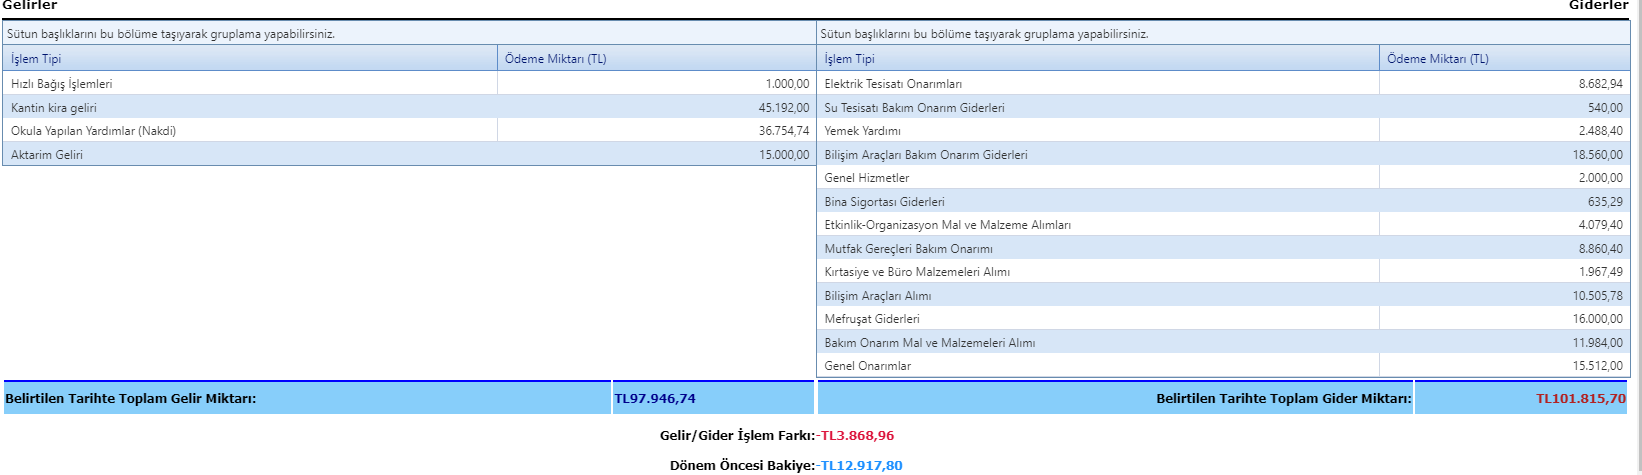 Gelirler
Giderler
Sütun başlıklarını bu bölüme taşıyarak gruplama yapabilirsiniz.
İşlem Tipi Ödeme Miktarı (TL)
Hızlı Bağış İşlemleri 1.000,00
Kantin kira geliri 45.192,00
Okula Yapılan Yardımlar (Nakdi) 36.754,74
Aktarim Geliri 15.000,00
Sütun başlıklarını bu bölüme taşıyarak gruplama yapabilirsiniz.
İşlem Tipi Ödeme Miktarı (TL)
Elektrik Tesisatı Onarımları 8.682,94
Su Tesisatı Bakım Onarım Giderleri 540,00
Yemek Yardımı 2.488,40
Bilişim Araçları Bakım Onarım Giderleri 18.560,00
Genel Hizmetler 2.000,00
Bina Sigortası Giderleri 635,29
Etkinlik-Organizasyon Mal ve Malzeme Alımları 4.079,40
Mutfak Gereçleri Bakım Onarımı 8.860,40
Kırtasiye ve Büro Malzemeleri Alımı 1.967,49
Bilişim Araçları Alımı 10.505,78
Mefruşat Giderleri 16.000,00
Bakım Onarım Mal ve Malzemeleri Alımı 11.984,00
Genel Onarımlar 15.512,00
Belirtilen Tarihte Toplam Gelir Miktarı: TL97.946,74
Belirtilen Tarihte Toplam Gider Miktarı: TL101.815,70
Gelir/Gider İşlem Farkı:-TL3.868,96
Dönem Öncesi Bakiye:-TL12.917,80